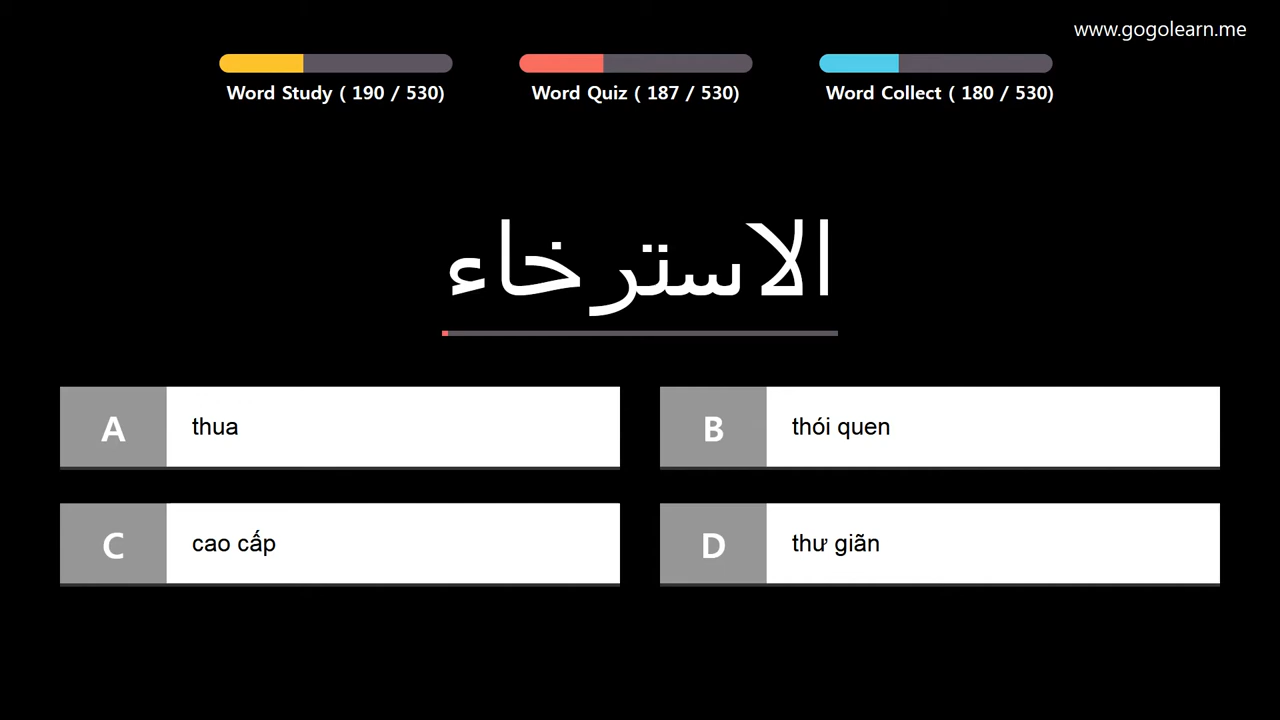 www.gogolearn.me
Word Study ( 190 / 530)
Word Quiz ( 187 / 530)
Word Collect ( 180 / 530)
الاسترخاء
A thua
B thói quen
C cao cấp
D thư giãn